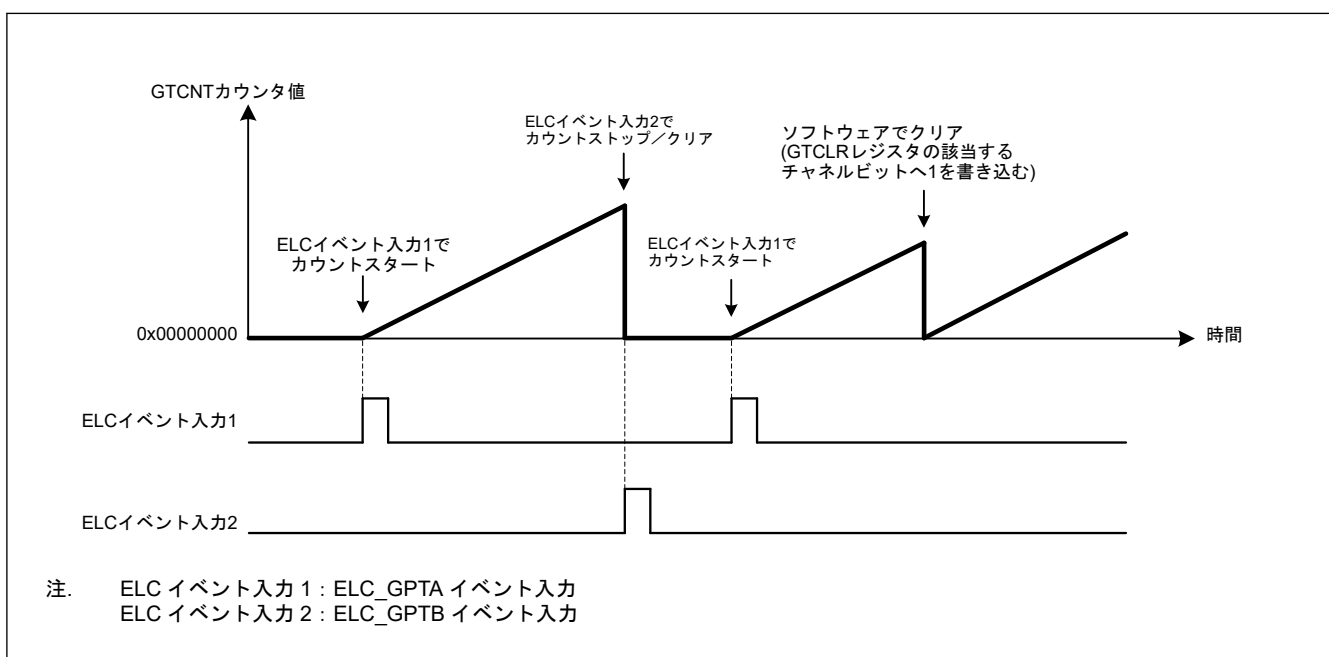 GTCNTカウンタ値
ELCイベント入力2で
カウントストップ／クリア
ソフトウェアでクリア
(GTCLRレジスタの該当する
チャネルビットへ1を書き込む)
ELCイベント入力1で
カウントスタート
ELCイベント入力1で
カウントスタート
0x00000000
時間
ELCイベント入力1
ELCイベント入力2
注. ELC イベント入力 1 : ELC_GPTA イベント入力
ELC イベント入力 2 : ELC_GPTB イベント入力